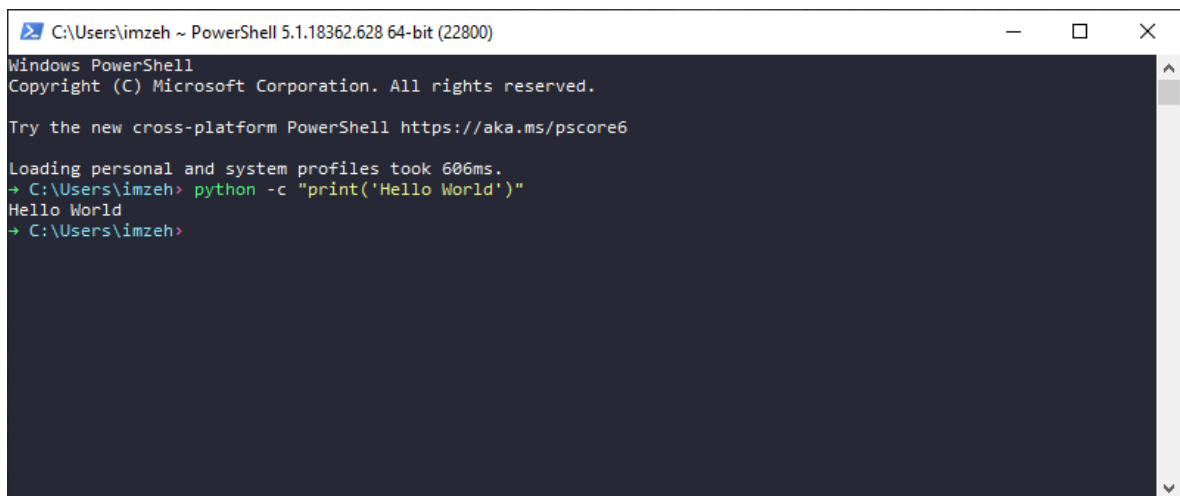 C:\Users\imzeh ~ PowerShell 5.1.18362.628 64-bit (22800)
Windows PowerShell
Copyright (C) Microsoft Corporation. All rights reserved.
Try the new cross-platform PowerShell https://aka.ms/pscore6
Loading personal and system profiles took 606ms.
→ C:\Users\imzeh› python -c "print('Hello World')"
Hello World
→ C:\Users\imzeh›